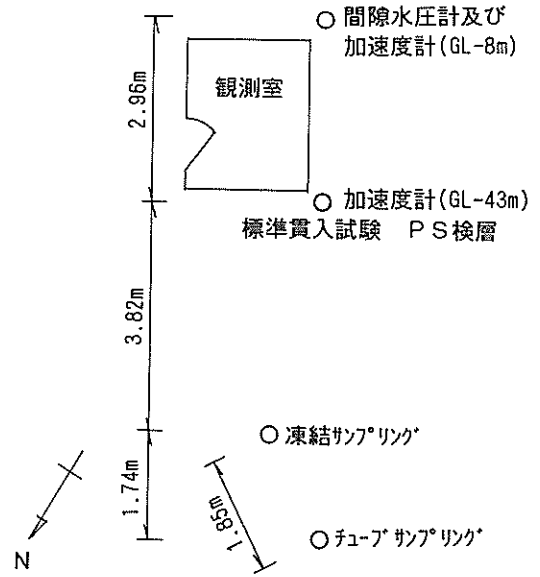 間隙水圧計及び
加速度計(GL-8m)
観測室
2.96m
加速度計(GL-43m)
標準貫入試験 PS検層
3.82m
凍結サンプリング
1.74m
1.85m
チューブサンプリング
N